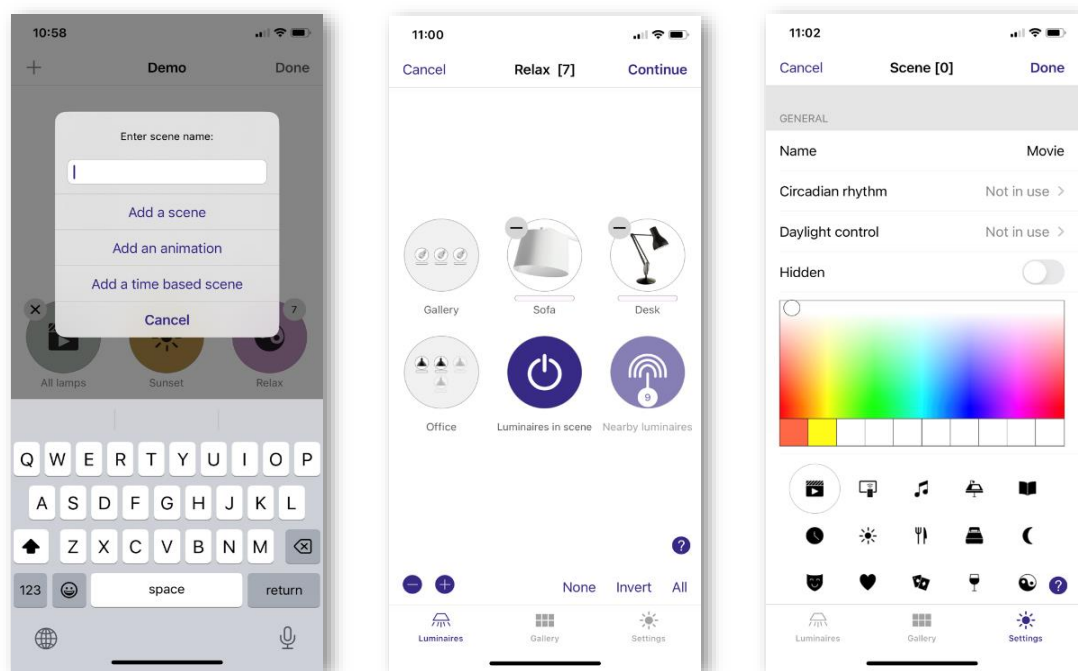 10:58
Demo
Done
Enter scene name:
Add a scene
Add an animation
Add a time based scene
Cancel
7
All lamps
Sunset
Relax
Q W E R T Y U I O P
A S D F G H J K L
Z X C V B N M
123
space
return
11:00
Cancel
Relax [7]
Continue
Gallery
Sofa
Desk
9
Office
Luminaires in scene
Nearby luminaires
?
None
Invert
All
Luminaires
Gallery
Settings
11:02
Cancel
Scene [0]
Done
GENERAL
Name
Movie
Circadian rhythm
Not in use >
Daylight control
Not in use >
Hidden
?
Luminaires
Gallery
Settings